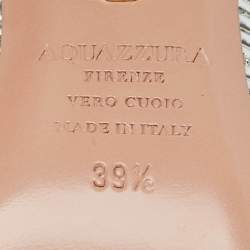 AQUAZZURA
FIRENZE
VERO CUOIO
MADE IN ITALY
39½